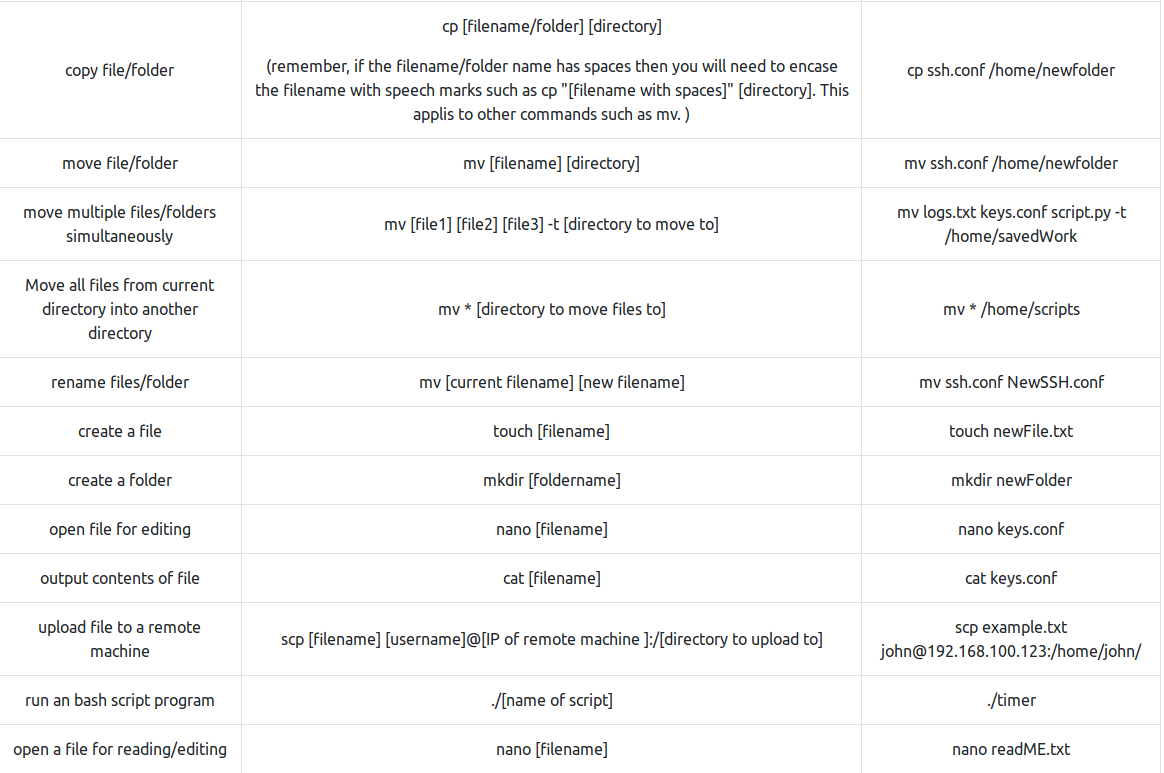 cp [filename/folder] [directory]
copy file/folder
(remember, if the filename/folder name has spaces then you will need to encase
the filename with speech marks such as cp "[filename with spaces]" [directory]. This
applis to other commands such as mv. )
cp ssh.conf /home/newfolder
move file/folder
mv [filename] [directory]
mv ssh.conf /home/newfolder
move multiple files/folders
simultaneously
mv [file1] [file2] [file3] -t [directory to move to]
mv logs.txt keys.conf script.py -t
/home/savedWork
Move all files from current
directory into another
directory
mv * [directory to move files to]
mv * /home/scripts
rename files/folder
mv [current filename] [new filename]
mv ssh.conf NewSSH.conf
create a file
touch [filename]
touch newFile.txt
create a folder
mkdir [foldername]
mkdir newFolder
open file for editing
nano [filename]
nano keys.conf
output contents of file
cat [filename]
cat keys.conf
upload file to a remote
machine
scp [filename] [username]@[IP of remote machine ]:/[directory to upload to]
scp example.txt
john@192.168.100.123:/home/john/
run an bash script program
./[name of script]
./timer
open a file for reading/editing
nano [filename]
nano readME.txt